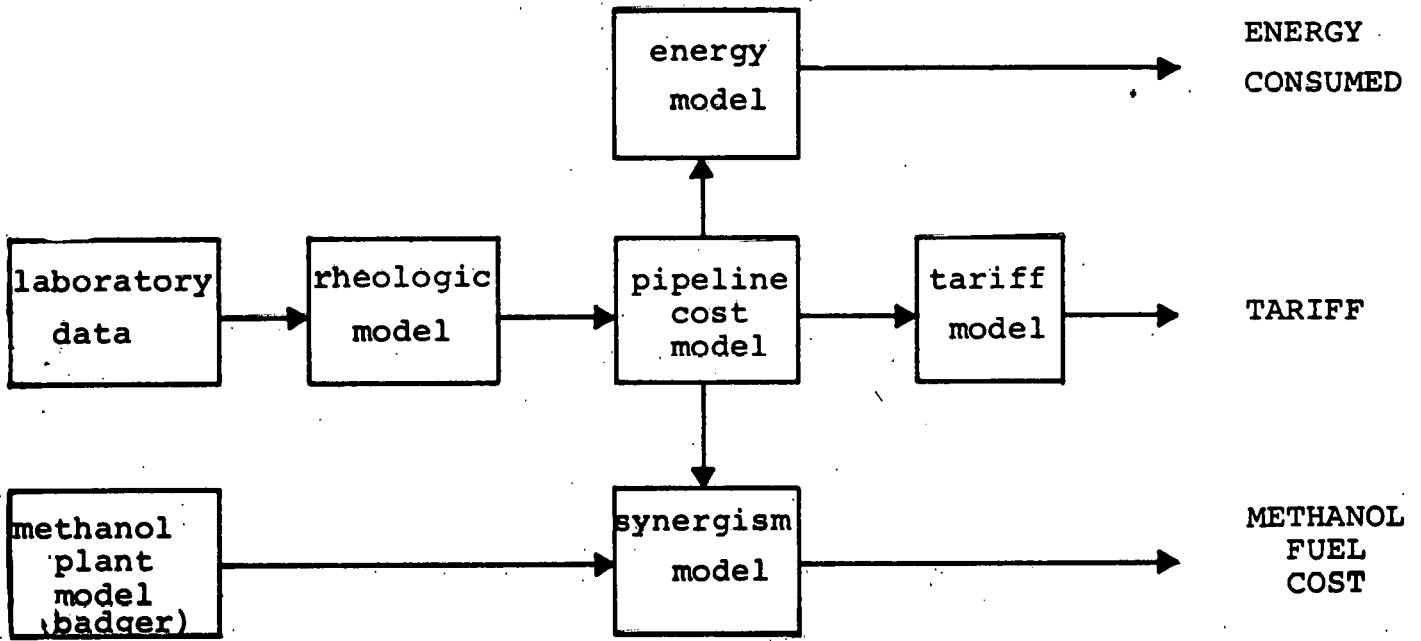 energy
model
ENERGY
CONSUMED
laboratory
data
rheologic
model
pipeline
cost
model
tariff
model
TARIFF
methanol
plant
model
(badger)
synergism
model
METHANOL
FUEL
COST